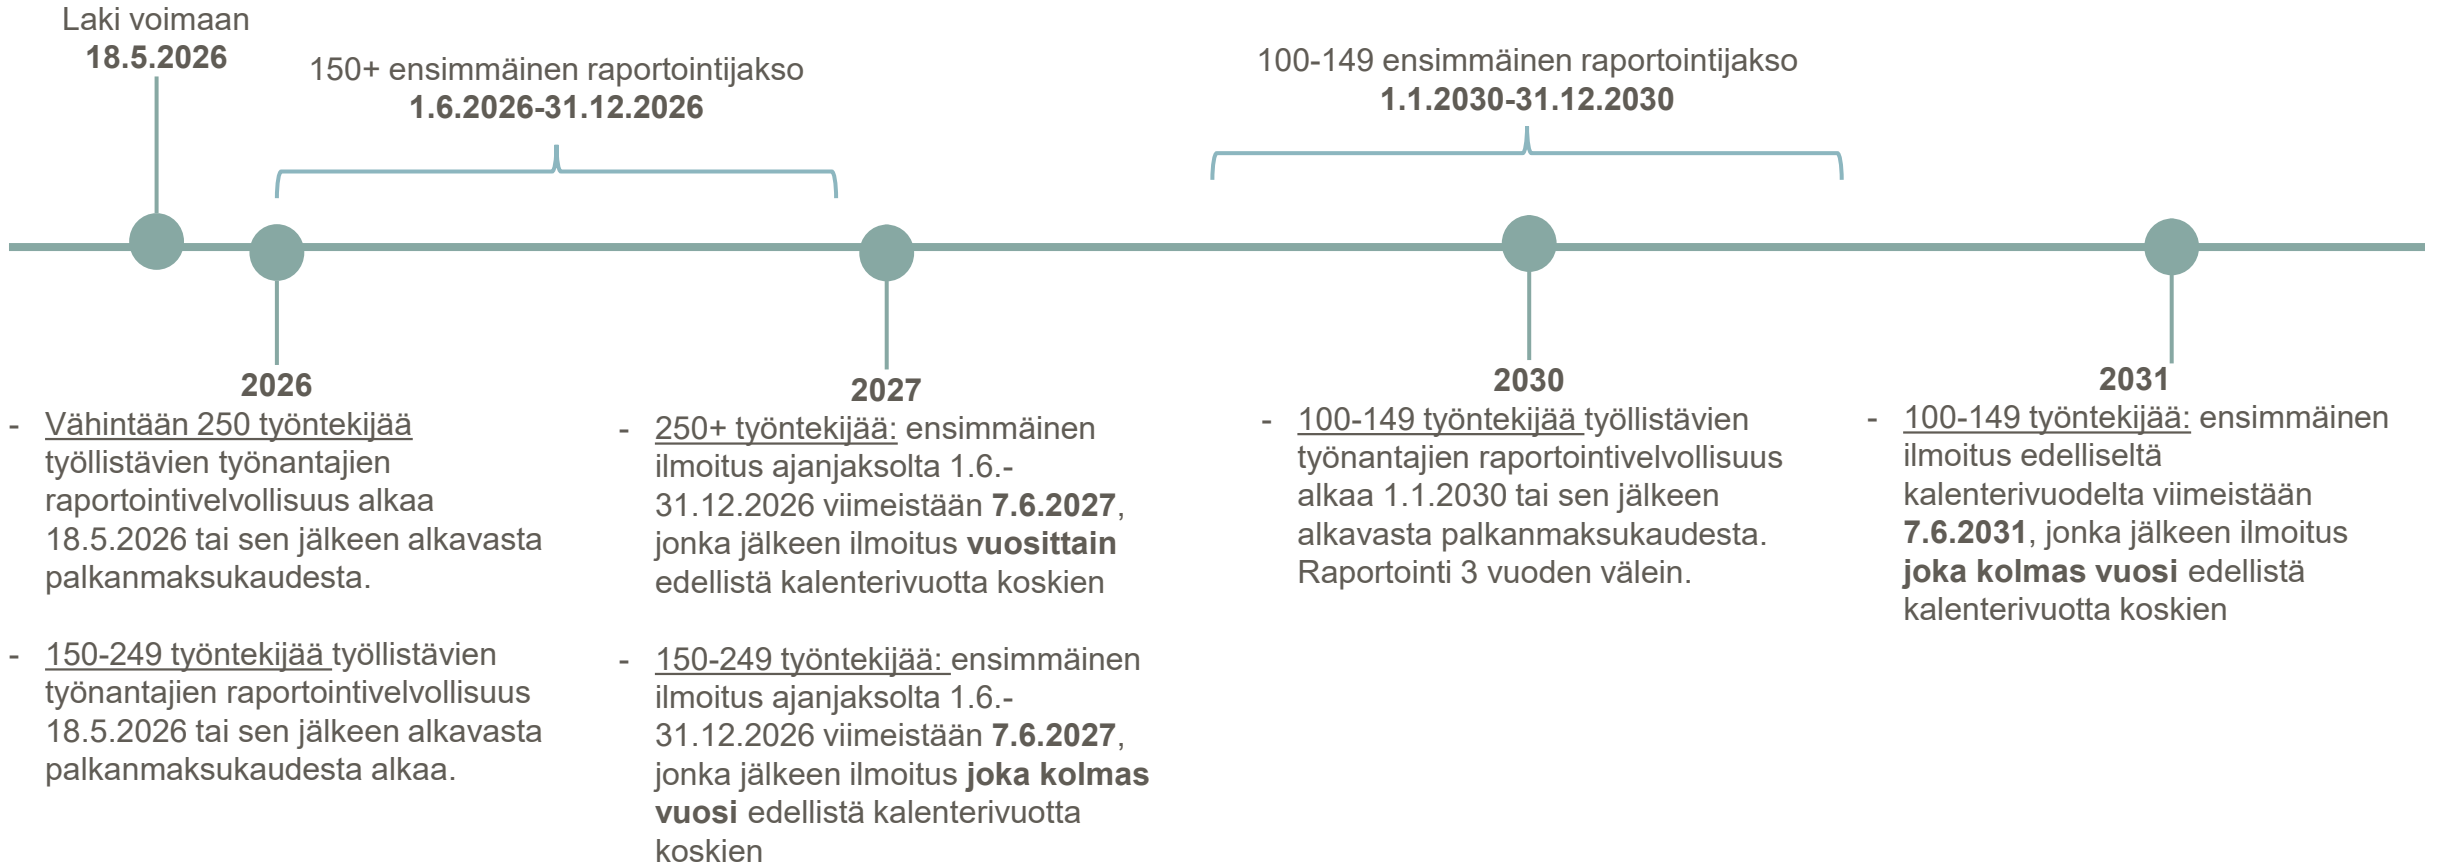 Laki voimaan
18.5.2026
150+ ensimmäinen raportointijakso
1.6.2026-31.12.2026
100-149 ensimmäinen raportointijakso
1.1.2030-31.12.2030
2026
- Vähintään 250 työntekijää
työllistävien työnantajien
raportointivelvollisuus alkaa
18.5.2026 tai sen jälkeen alkavasta
palkanmaksukaudesta.
- 150-249 työntekijää työllistävien
työnantajien raportointivelvollisuus
18.5.2026 tai sen jälkeen alkavasta
palkanmaksukaudesta alkaa.
2027
- 250+ työntekijää: ensimmäinen
ilmoitus ajanjaksolta 1.6.-
31.12.2026 viimeistään 7.6.2027,
jonka jälkeen ilmoitus vuosittain
edellistä kalenterivuotta koskien
- 150-249 työntekijää: ensimmäinen
ilmoitus ajanjaksolta 1.6.-
31.12.2026 viimeistään 7.6.2027,
jonka jälkeen ilmoitus joka kolmas
vuosi edellistä kalenterivuotta
koskien
2030
- 100-149 työntekijää työllistävien
työnantajien raportointivelvollisuus
alkaa 1.1.2030 tai sen jälkeen
alkavasta palkanmaksukaudesta.
Raportointi 3 vuoden välein.
2031
- 100-149 työntekijää: ensimmäinen
ilmoitus edelliseltä
kalenterivuodelta viimeistään
7.6.2031, jonka jälkeen ilmoitus
joka kolmas vuosi edellistä
kalenterivuotta koskien